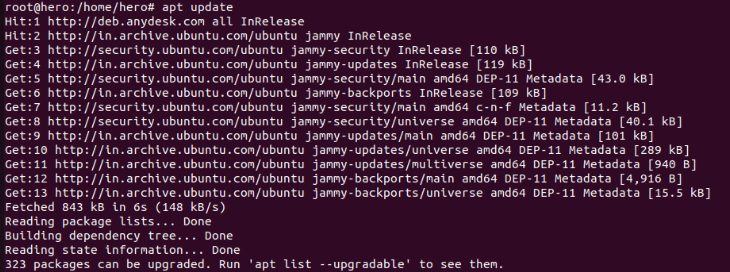 root@hero:/home/hero# apt update
Hit:1 http://deb.anydesk.com all InRelease
Hit:2 http://in.archive.ubuntu.com/ubuntu jammy InRelease
Get:3 http://security.ubuntu.com/ubuntu jammy-security InRelease [110 kB]
Get:4 http://in.archive.ubuntu.com/ubuntu jammy-updates InRelease [119 kB]
Get:5 http://security.ubuntu.com/ubuntu jammy-security/main amd64 DEP-11 Metadata [43.0 kB]
Get:6 http://in.archive.ubuntu.com/ubuntu jammy-backports InRelease [109 kB]
Get:7 http://security.ubuntu.com/ubuntu jammy-security/main amd64 c-n-f Metadata [11.2 kB]
Get:8 http://security.ubuntu.com/ubuntu jammy-security/universe amd64 DEP-11 Metadata [40.1 kB]
Get:9 http://in.archive.ubuntu.com/ubuntu jammy-updates/main amd64 DEP-11 Metadata [101 kB]
Get:10 http://in.archive.ubuntu.com/ubuntu jammy-updates/universe amd64 DEP-11 Metadata [289 kB]
Get:11 http://in.archive.ubuntu.com/ubuntu jammy-updates/multiverse amd64 DEP-11 Metadata [940 B]
Get:12 http://in.archive.ubuntu.com/ubuntu jammy-backports/main amd64 DEP-11 Metadata [4,916 B]
Get:13 http://in.archive.ubuntu.com/ubuntu jammy-backports/universe amd64 DEP-11 Metadata [15.5 kB]
Fetched 843 kB in 6s (148 kB/s)
Reading package lists... Done
Building dependency tree... Done
Reading state information... Done
323 packages can be upgraded. Run 'apt list --upgradable' to see them.